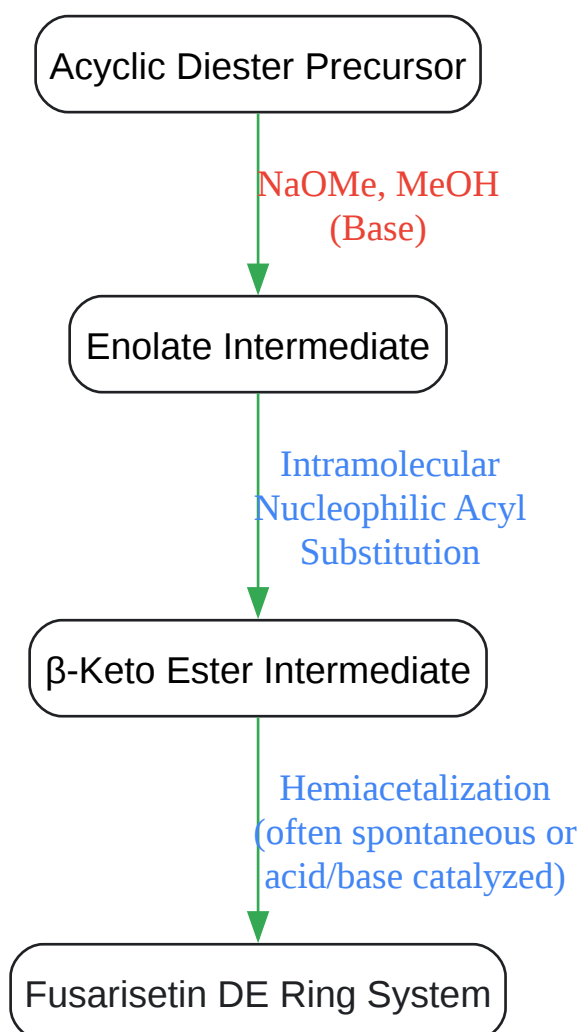 Acyclic Diester Precursor
NaOMe, MeOH
(Base)
Enolate Intermediate
Intramolecular
Nucleophilic Acyl
Substitution
β-Keto Ester Intermediate
Hemiacetalization
(often spontaneous or
acid/base catalyzed)
Fusarisetin DE Ring System